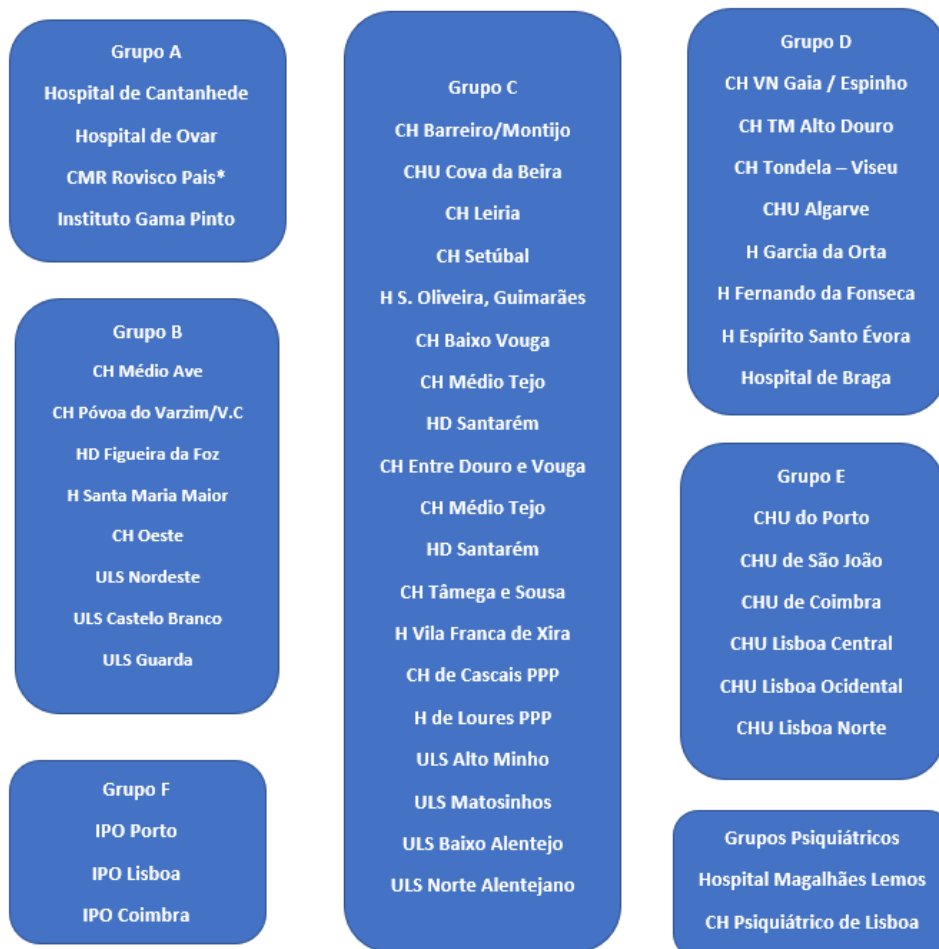 Grupo A
Hospital de Cantanhede
Hospital de Ovar
CMR Rovisco Pais*
Instituto Gama Pinto
Grupo B
CH Médio Ave
CH Póvoa do Varzim/V.C
HD Figueira da Foz
H Santa Maria Maior
CH Oeste
ULS Nordeste
ULS Castelo Branco
ULS Guarda
Grupo F
IPO Porto
IPO Lisboa
IPO Coimbra
Grupo C
CH Barreiro/Montijo
CHU Cova da Beira
CH Leiria
CH Setúbal
H S. Oliveira, Guimarães
CH Baixo Vouga
CH Médio Tejo
HD Santarém
CH Entre Douro e Vouga
CH Médio Tejo
HD Santarém
CH Tâmega e Sousa
H Vila Franca de Xira
CH de Cascais PPP
H de Loures PPP
ULS Alto Minho
ULS Matosinhos
ULS Baixo Alentejo
ULS Norte Alentejano
Grupo D
CH VN Gaia / Espinho
CH TM Alto Douro
CH Tondela – Viseu
CHU Algarve
H Garcia da Orta
H Fernando da Fonseca
H Espírito Santo Évora
Hospital de Braga
Grupo E
CHU do Porto
CHU de São João
CHU de Coimbra
CHU Lisboa Central
CHU Lisboa Ocidental
CHU Lisboa Norte
Grupos Psiquiátricos
Hospital Magalhães Lemos
CH Psiquiátrico de Lisboa